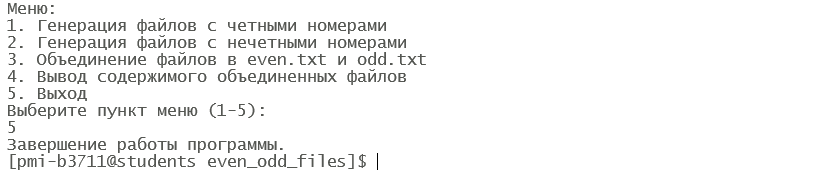 Меню:
1. Генерация файлов с четными номерами
2. Генерация файлов с нечетными номерами
3. Объединение файлов в even.txt и odd.txt
4. Вывод содержимого объединенных файлов
5. Выход
Выберите пункт меню (1-5):
5
Завершение работы программы.
[pmi-b3711@students even_odd_files]$